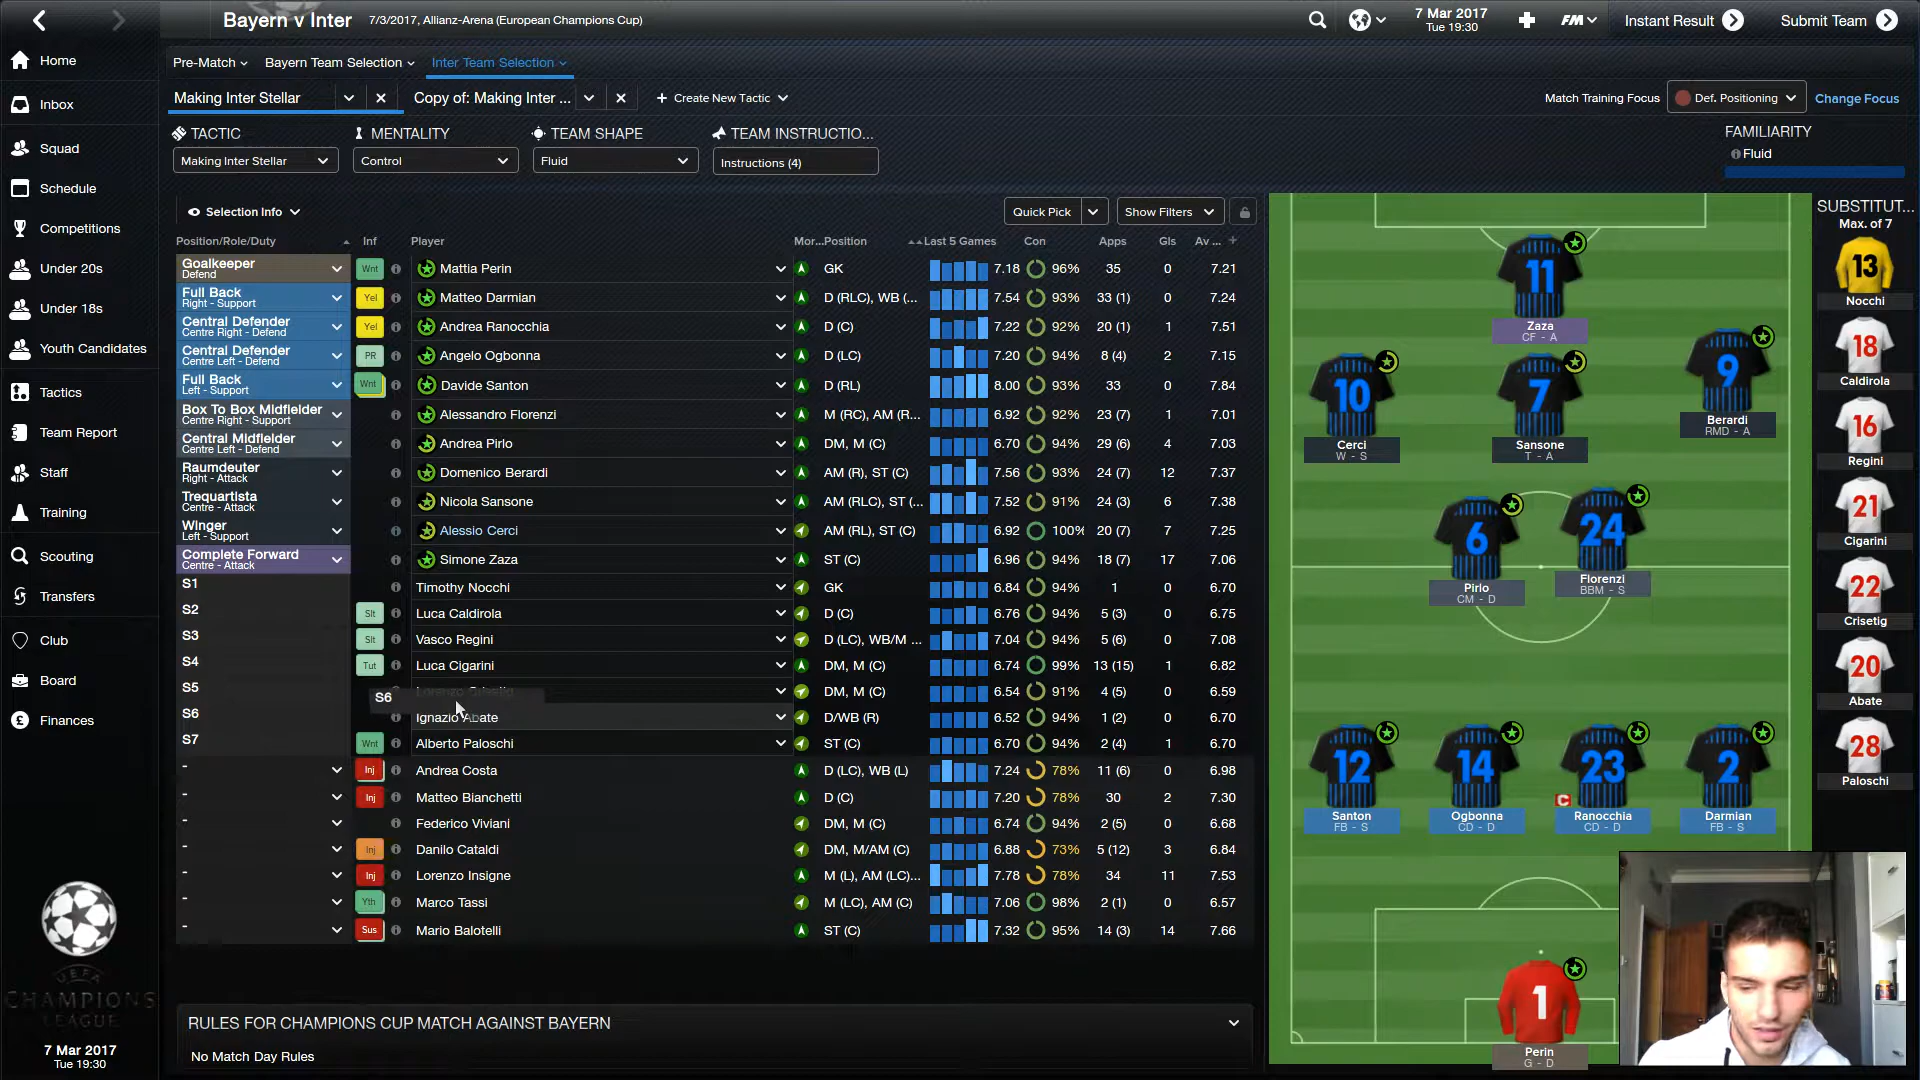 Bayern v Inter
7/3/2017, Allianz-Arena (European Champions Cup)
7 Mar 2017
Tue 19:30
FM
Instant Result
Submit Team
Home
Inbox
Squad
Schedule
Competitions
Under 20s
Under 18s
Youth Candidates
Tactics
Team Report
Staff
Training
Scouting
Transfers
Club
Board
Finances
UEFA
CHAMPIONS
LEAGUE
7 Mar 2017
Tue 19:30
Pre-Match
Bayern Team Selection
Inter Team Selection
Making Inter Stellar
Copy of: Making Inter ...
Create New Tactic
Match Training Focus
Def. Positioning
Change Focus
TACTIC
MENTALITY
TEAM SHAPE
TEAM INSTRUCTIO...
Making Inter Stellar
Control
Fluid
Instructions (4)
FAMILIARITY
Fluid
Selection Info
Quick Pick
Show Filters
Position/Role/Duty Inf Player Mor... Position Last 5 Games Con Apps Gls Av ...
Goalkeeper Defend Wnt Mattia Perin GK 7.18 96% 35 0 7.21
Full Back Right - Support Yel Matteo Darmian D (RLC), WB (... 7.54 93% 33 (1) 0 7.24
Central Defender Centre Right - Defend Yel Andrea Ranocchia D (C) 7.22 92% 20 (1) 1 7.51
Central Defender Centre Left - Defend PR Angelo Ogbonna D (LC) 7.20 94% 8 (4) 2 7.15
Full Back Left - Support Wnt Davide Santon D (RL) 8.00 93% 33 0 7.84
Box To Box Midfielder Centre Right - Support Alessandro Florenzi M (RC), AM (R... 6.92 92% 23 (7) 1 7.01
Central Midfielder Centre Left - Defend Andrea Pirlo DM, M (C) 6.70 94% 29 (6) 4 7.03
Raumdeuter Right - Attack Domenico Berardi AM (R), ST (C) 7.56 93% 24 (7) 12 7.37
Trequartista Centre - Attack Nicola Sansone AM (RLC), ST (... 7.52 91% 24 (3) 6 7.38
Winger Left - Support Alessio Cerci AM (RL), ST (C) 6.92 100% 20 (7) 7 7.25
Complete Forward Centre - Attack Simone Zaza ST (C) 6.96 94% 18 (7) 17 7.06
S1 Timothy Nocchi GK 6.84 94% 1 0 6.70
S2 Slt Luca Caldirola D (C) 6.76 94% 5 (3) 0 6.75
S3 Slt Vasco Regini D (LC), WB/M ... 7.04 94% 5 (6) 0 7.08
S4 Tut Luca Cigarini DM, M (C) 6.74 99% 13 (15) 1 6.82
S5 DM, M (C) 6.54 91% 4 (5) 0 6.59
S6
S6 Ignazio Abate D/WB (R) 6.52 94% 1 (2) 0 6.70
S7 Wnt Alberto Paloschi ST (C) 6.70 94% 2 (4) 1 6.70
- Inj Andrea Costa D (LC), WB (L) 7.24 78% 11 (6) 0 6.98
- Inj Matteo Bianchetti D (C) 7.20 78% 30 2 7.30
- Federico Viviani DM, M (C) 6.74 94% 2 (5) 0 6.68
- Inj Danilo Cataldi DM, M/AM (C) 6.88 73% 5 (12) 3 6.84
- Inj Lorenzo Insigne M (L), AM (LC)... 7.78 78% 34 11 7.53
- Yth Marco Tassi M (LC), AM (C) 7.06 98% 2 (1) 0 6.57
- Sus Mario Balotelli ST (C) 7.32 95% 14 (3) 14 7.66
RULES FOR CHAMPIONS CUP MATCH AGAINST BAYERN
No Match Day Rules
11
Zaza
CF - A
10
Cerci
W - S
7
Sansone
T - A
9
Berardi
RMD - A
6
Pirlo
CM - D
24
Florenzi
BBM - S
12
Santon
FB - S
14
Ogbonna
CD - D
C
23
Ranocchia
CD - D
2
Darmian
FB - S
1
Perin
G - D
SUBSTITUT...
Max. of 7
13
Nocchi
18
Caldirola
16
Regini
21
Cigarini
22
Crisetig
20
Abate
28
Paloschi